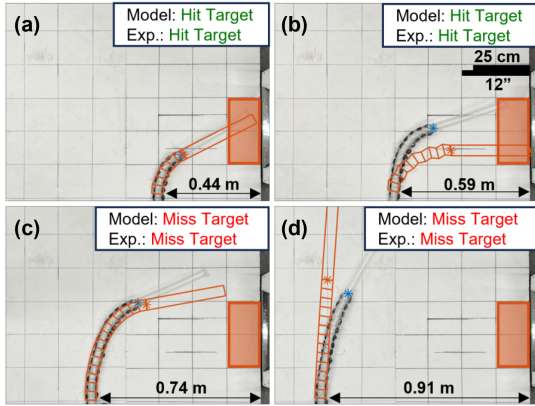 (a)
Model: Hit Target
Exp.: Hit Target
0.44 m
(b)
Model: Hit Target
Exp.: Hit Target
25 cm
12”
0.59 m
(c)
Model: Miss Target
Exp.: Miss Target
0.74 m
(d)
Model: Miss Target
Exp.: Miss Target
0.91 m